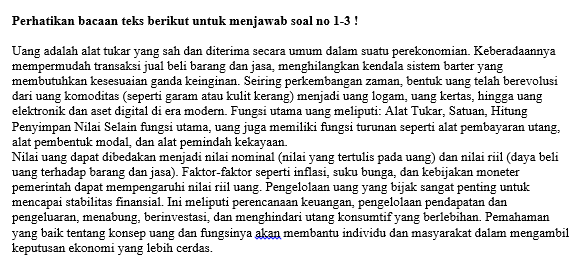 Perhatikan bacaan teks berikut untuk menjawab soal no 1-3 !
Uang adalah alat tukar yang sah dan diterima secara umum dalam suatu perekonomian. Keberadaannya
mempermudah transaksi jual beli barang dan jasa, menghilangkan kendala sistem barter yang
membutuhkan kesesuaian ganda keinginan. Seiring perkembangan zaman, bentuk uang telah berevolusi
dari uang komoditas (seperti garam atau kulit kerang) menjadi uang logam, uang kertas, hingga uang
elektronik dan aset digital di era modern. Fungsi utama uang meliputi: Alat Tukar, Satuan, Hitung
Penyimpan Nilai Selain fungsi utama, uang juga memiliki fungsi turunan seperti alat pembayaran utang,
alat pembentuk modal, dan alat pemindah kekayaan.
Nilai uang dapat dibedakan menjadi nilai nominal (nilai yang tertulis pada uang) dan nilai riil (daya beli
uang terhadap barang dan jasa). Faktor-faktor seperti inflasi, suku bunga, dan kebijakan moneter
pemerintah dapat mempengaruhi nilai riil uang. Pengelolaan uang yang bijak sangat penting untuk
mencapai stabilitas finansial. Ini meliputi perencanaan keuangan, pengelolaan pendapatan dan
pengeluaran, menabung, berinvestasi, dan menghindari utang konsumtif yang berlebihan. Pemahaman
yang baik tentang konsep uang dan fungsinya akan membantu individu dan masyarakat dalam mengambil
keputusan ekonomi yang lebih cerdas.